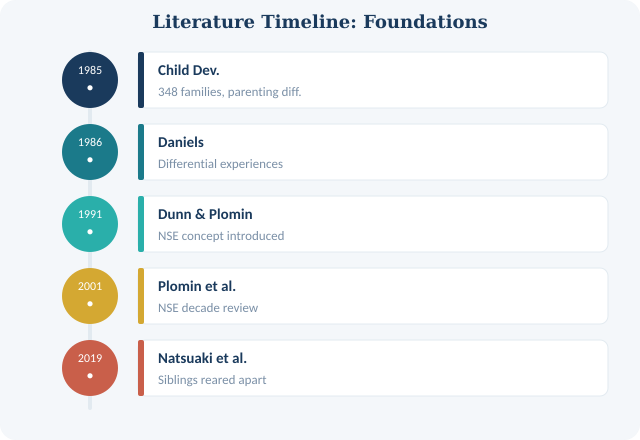 Literature Timeline: Foundations
1985
Child Dev.
348 families, parenting diff.
1986
Daniels
Differential experiences
1991
Dunn & Plomin
NSE concept introduced
2001
Plomin et al.
NSE decade review
2019
Natsuaki et al.
Siblings reared apart